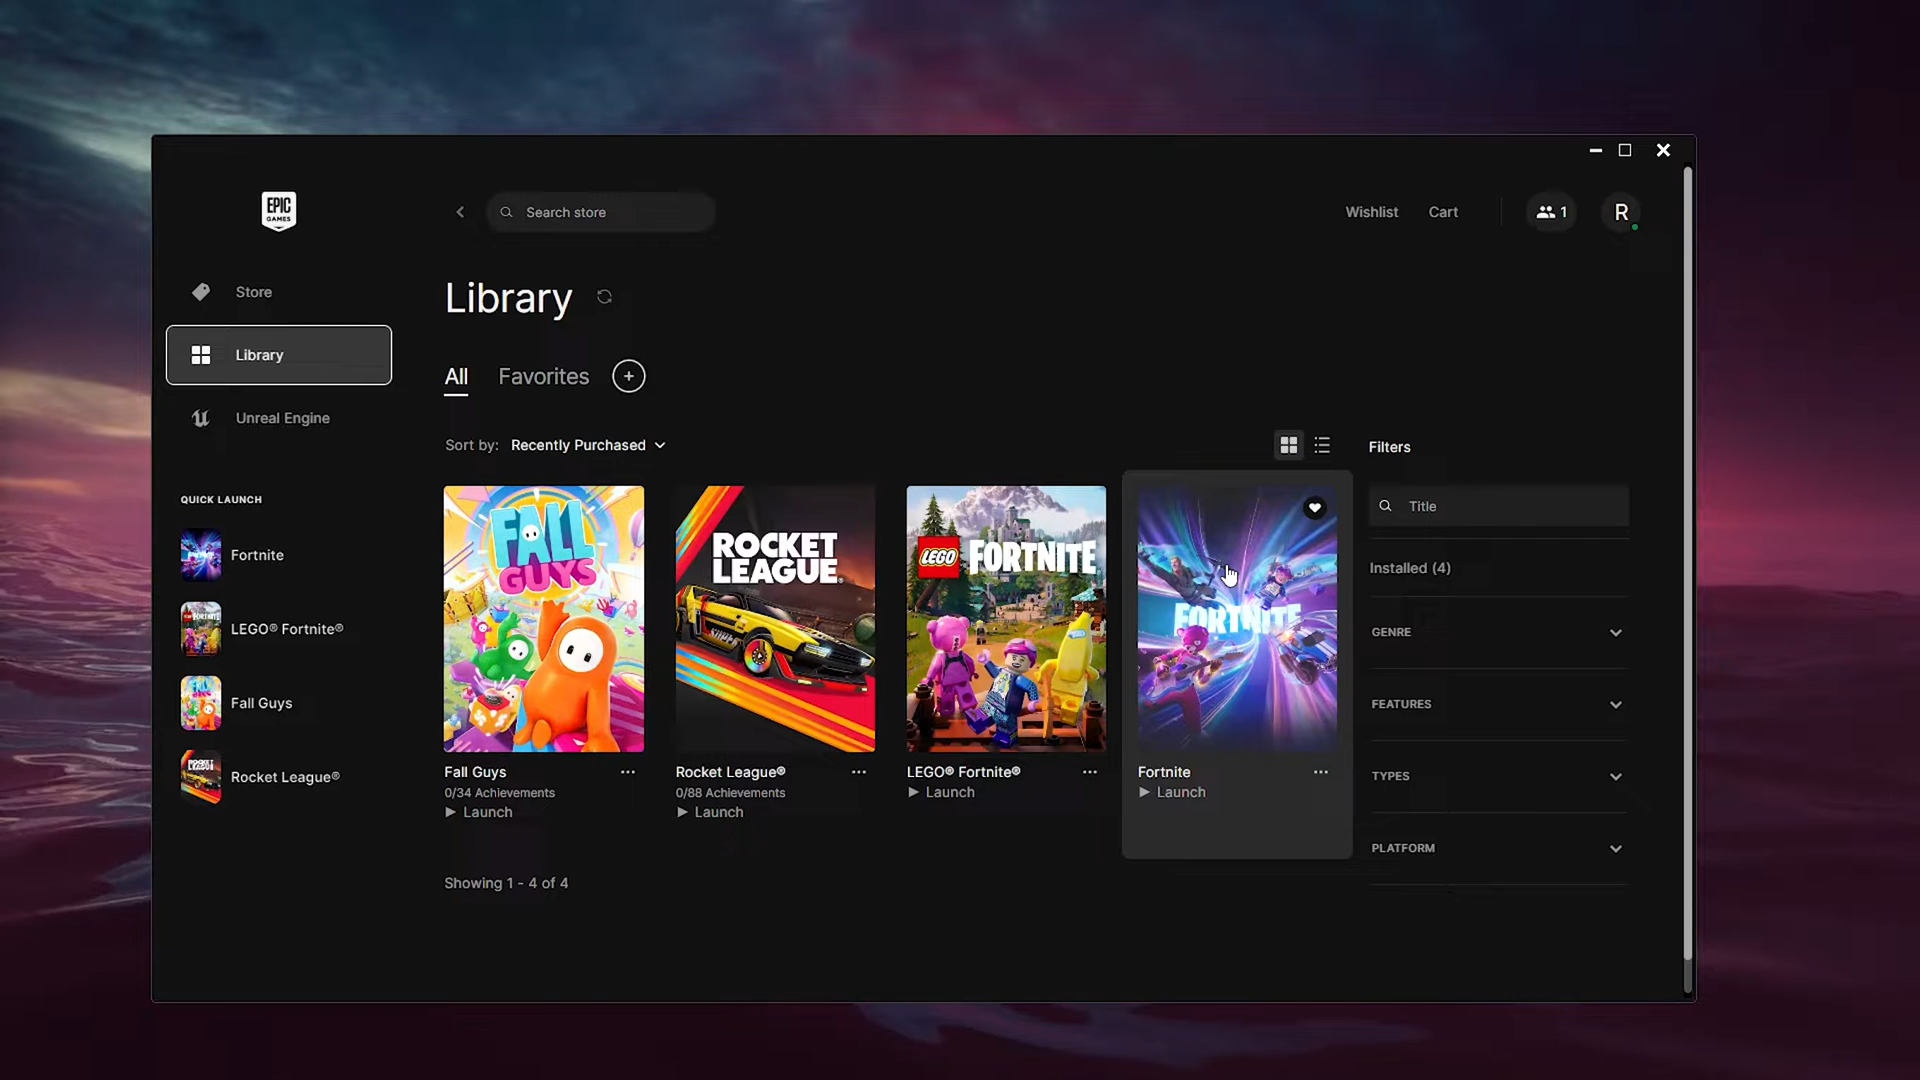 EPIC
GAMES
Search store
Wishlist
Cart
1
R
Store
Library
Unreal Engine
QUICK LAUNCH
Fortnite
LEGO® Fortnite®
Fall Guys
Rocket League®
Library
All
Favorites
+
Sort by: Recently Purchased
FALL
GUYS
ROCKET
LEAGUE®
LEGO FORTNITE
FORTNITE
Fall Guys
0/34 Achievements
Launch
Rocket League®
0/88 Achievements
Launch
LEGO® Fortnite®
Launch
Fortnite
Launch
Showing 1 - 4 of 4
Filters
Title
Installed (4)
GENRE
FEATURES
TYPES
PLATFORM